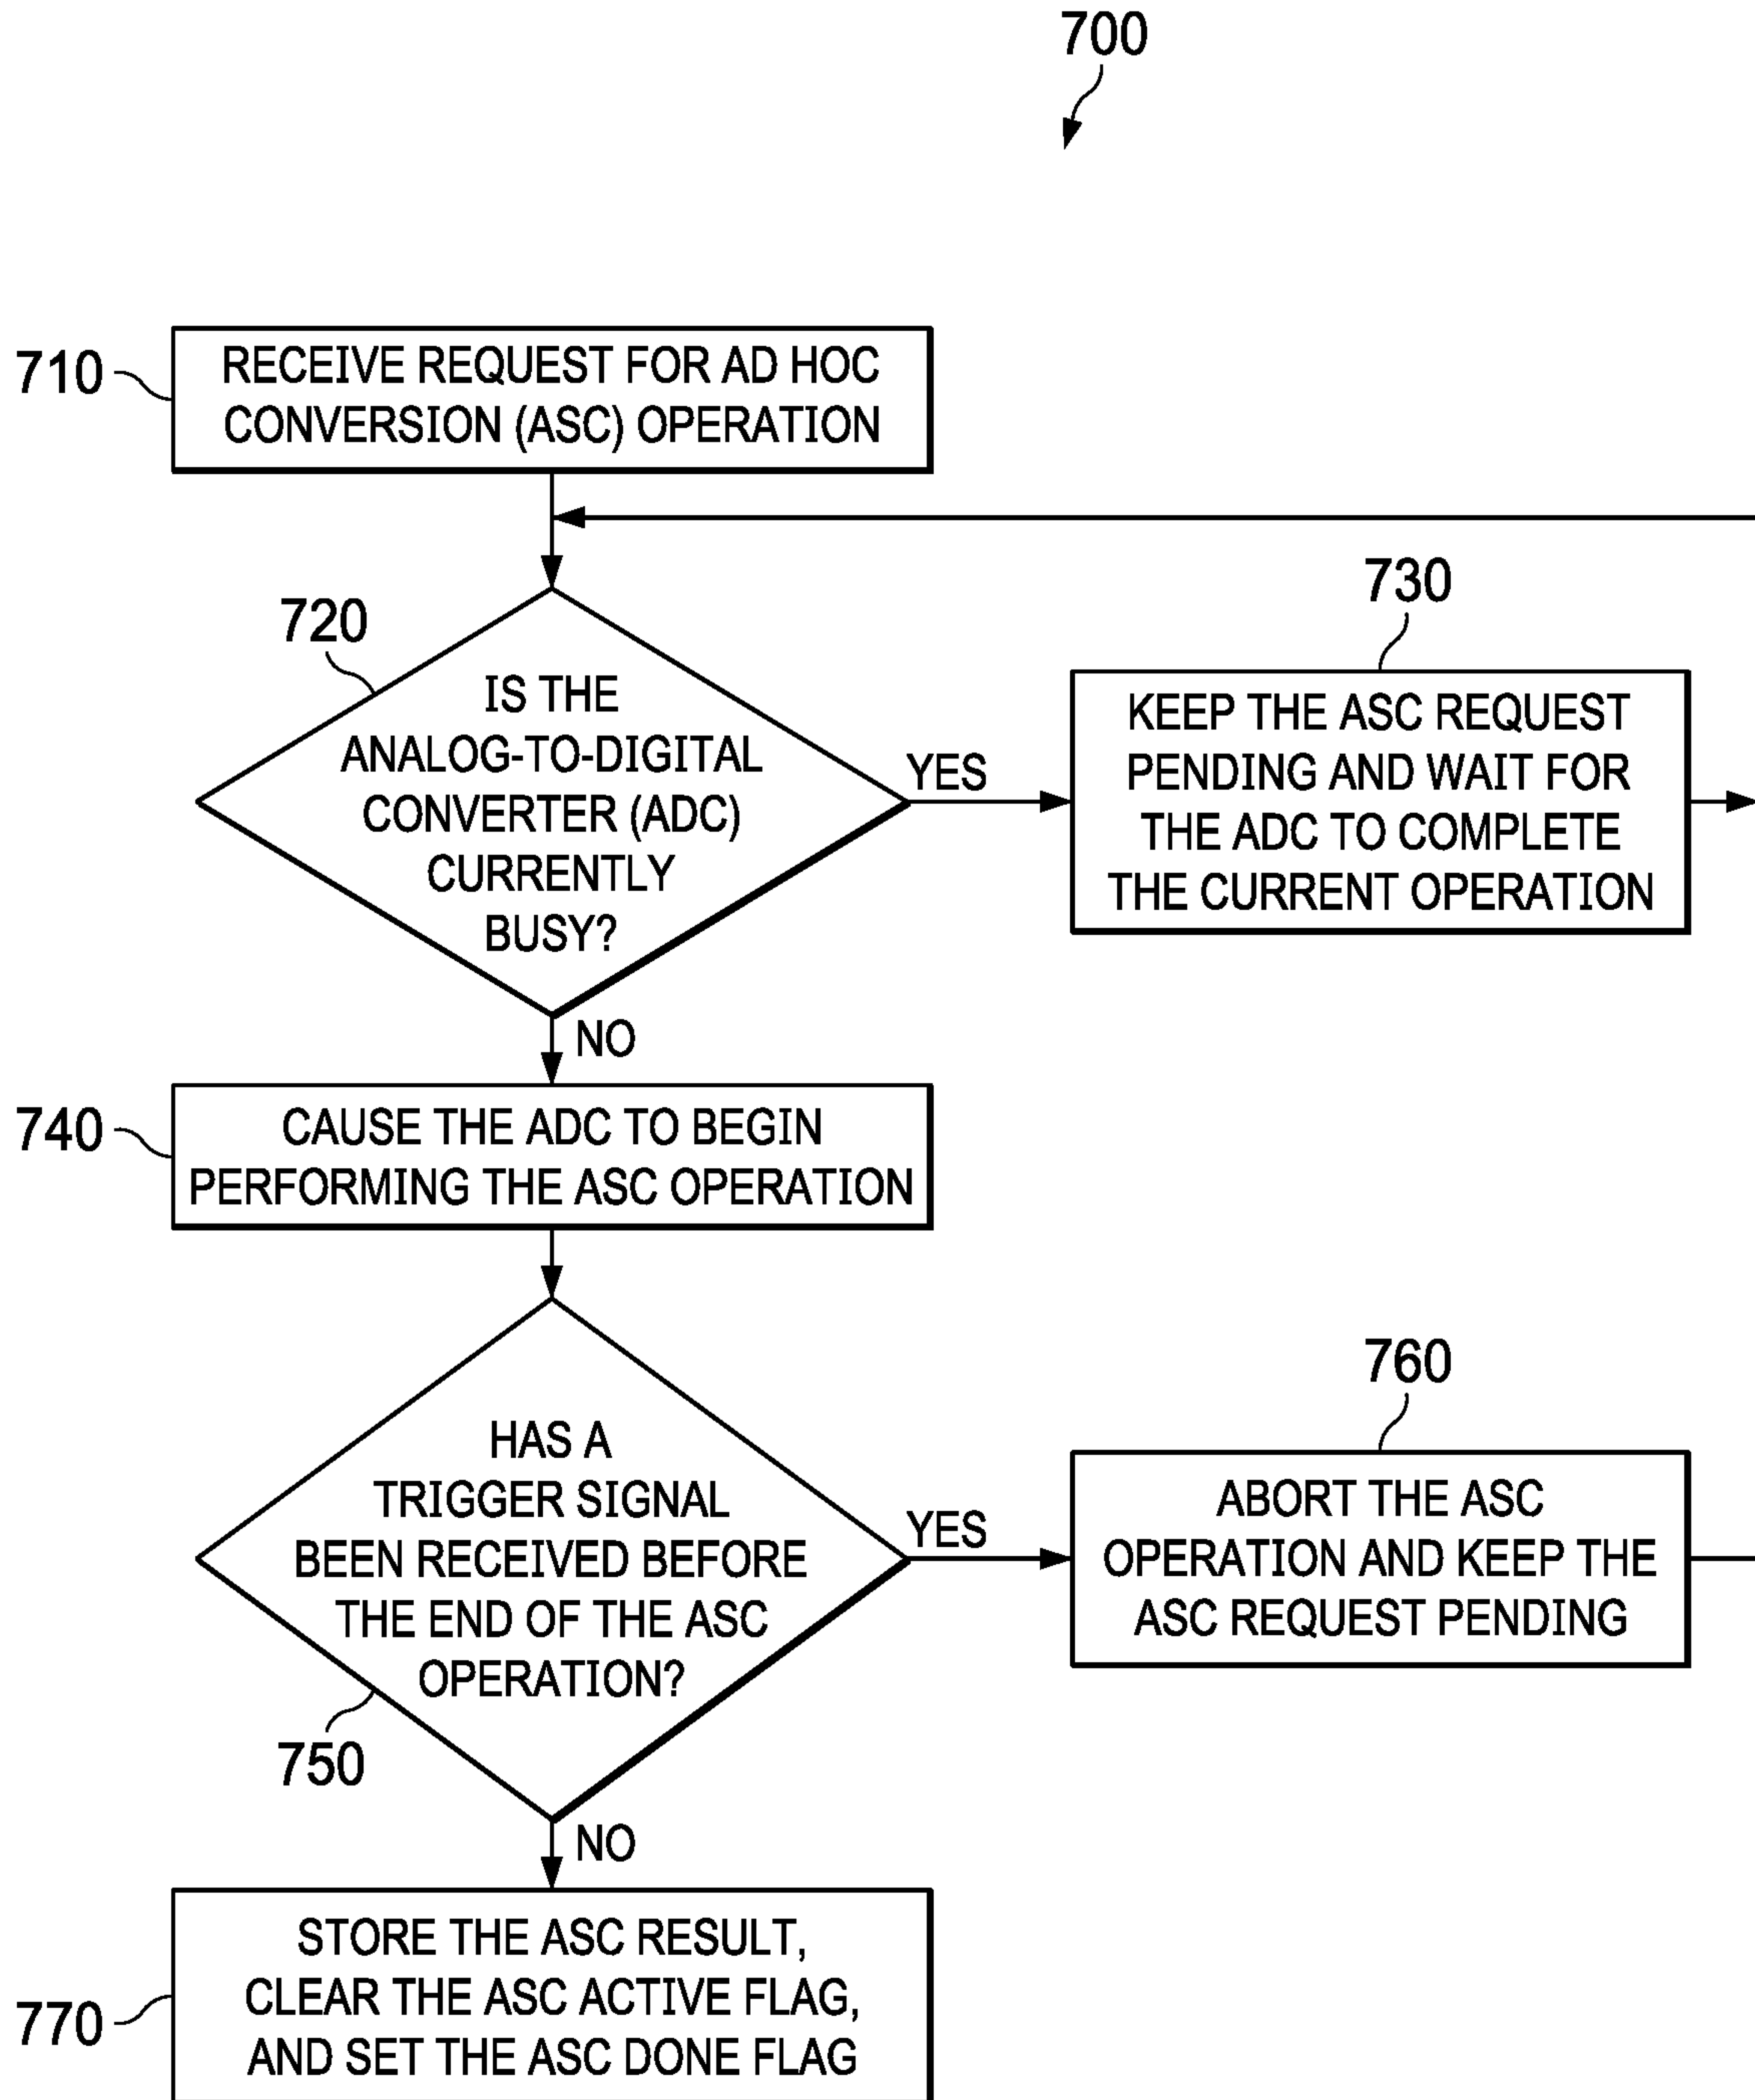 700
710
RECEIVE REQUEST FOR AD HOC
CONVERSION (ASC) OPERATION
720
IS THE
ANALOG-TO-DIGITAL
CONVERTER (ADC)
CURRENTLY
BUSY?
YES
730
KEEP THE ASC REQUEST
PENDING AND WAIT FOR
THE ADC TO COMPLETE
THE CURRENT OPERATION
NO
740
CAUSE THE ADC TO BEGIN
PERFORMING THE ASC OPERATION
HAS A
TRIGGER SIGNAL
BEEN RECEIVED BEFORE
THE END OF THE ASC
OPERATION?
750
YES
760
ABORT THE ASC
OPERATION AND KEEP THE
ASC REQUEST PENDING
NO
770
STORE THE ASC RESULT,
CLEAR THE ASC ACTIVE FLAG,
AND SET THE ASC DONE FLAG